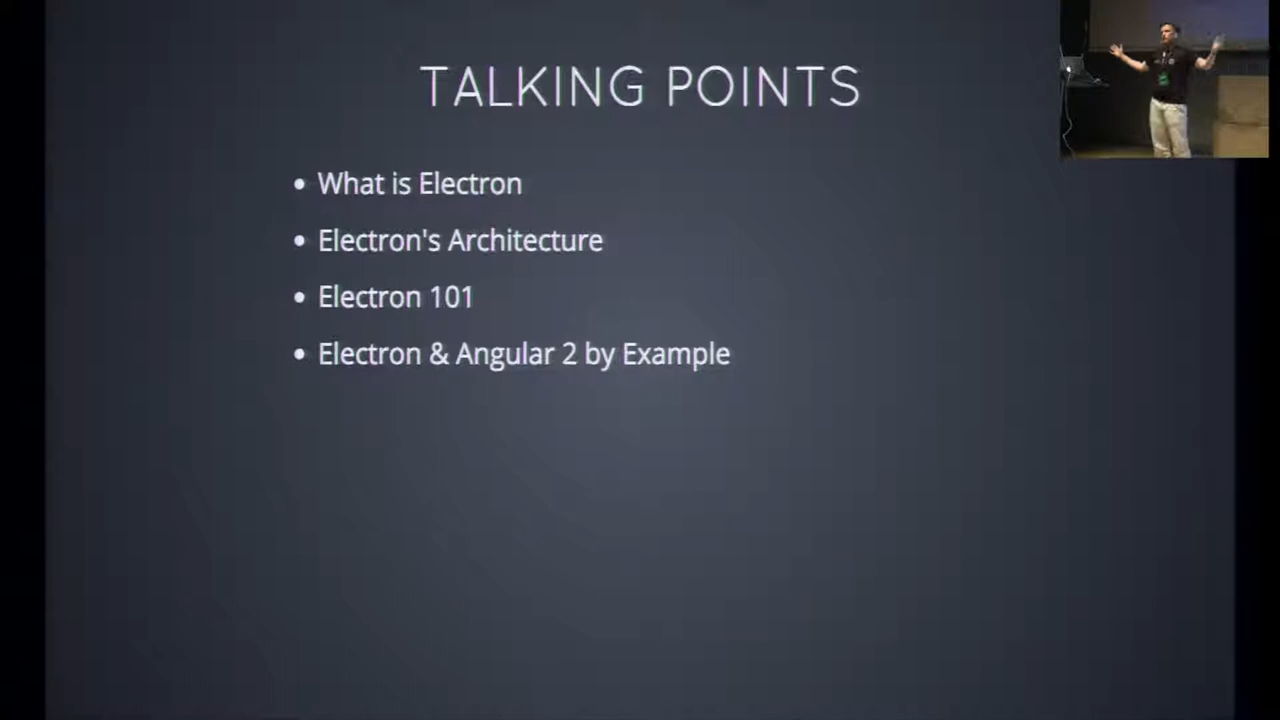 TALKING POINTS
• What is Electron
• Electron's Architecture
• Electron 101
• Electron & Angular 2 by Example